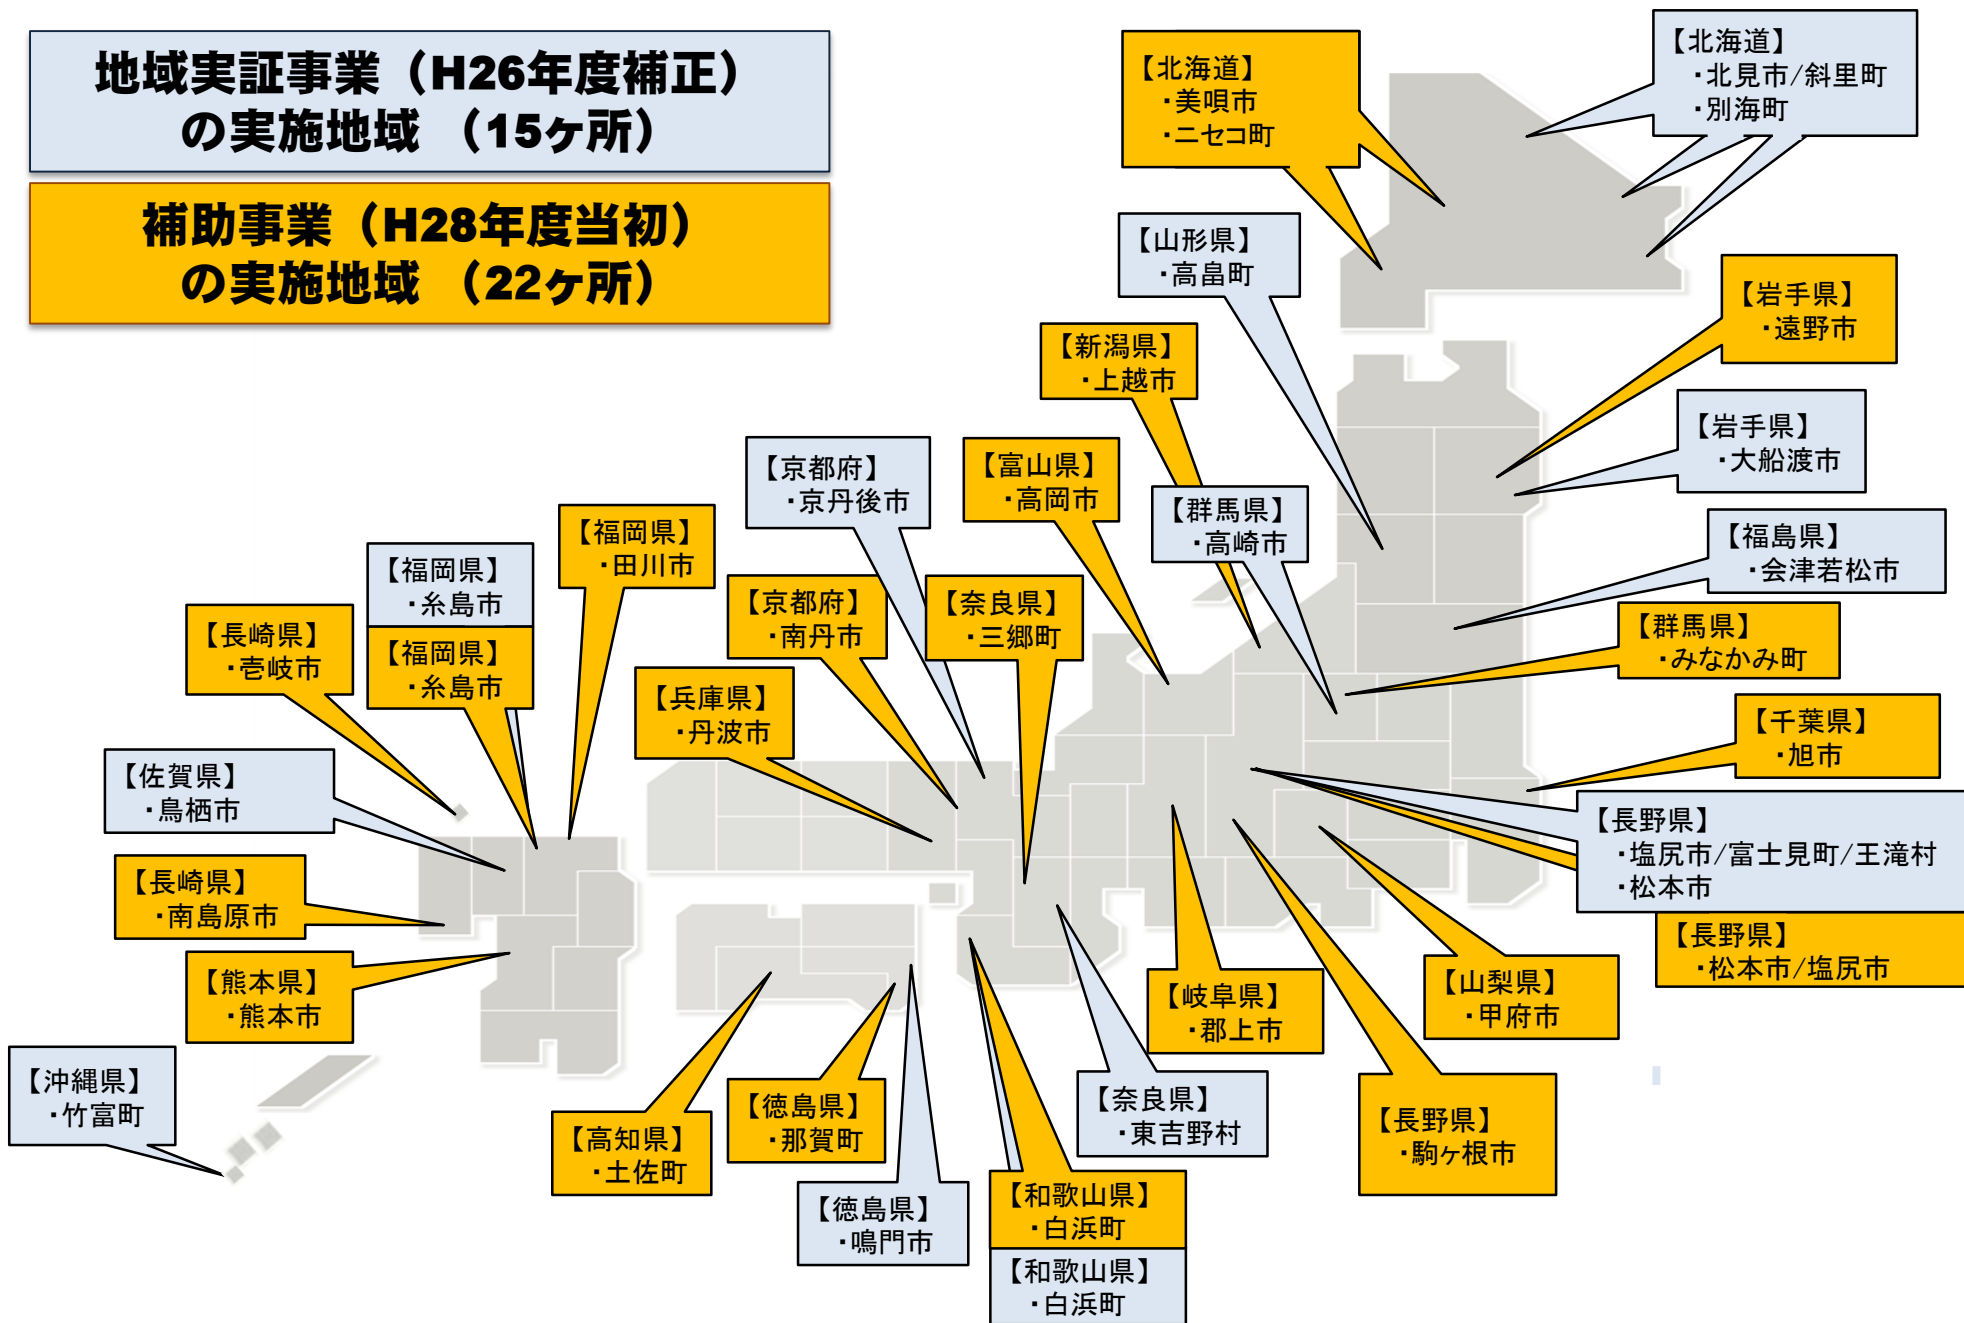 地域実証事業（H26年度補正）
の実施地域 （15ヶ所）
補助事業（H28年度当初）
の実施地域 （22ヶ所）
【北海道】
・美唄市
・ニセコ町
【北海道】
・北見市/斜里町
・別海町
【山形県】
・高畠町
【岩手県】
・遠野市
【新潟県】
・上越市
【岩手県】
・大船渡市
【京都府】
・京丹後市
【富山県】
・高岡市
【群馬県】
・高崎市
【福島県】
・会津若松市
【福岡県】
・田川市
【福岡県】
・糸島市
【福岡県】
・糸島市
【京都府】
・南丹市
【奈良県】
・三郷町
【群馬県】
・みなかみ町
【長崎県】
・壱岐市
【兵庫県】
・丹波市
【千葉県】
・旭市
【佐賀県】
・鳥栖市
【長野県】
・塩尻市/富士見町/王滝村
・松本市
【長野県】
・松本市/塩尻市
【長崎県】
・南島原市
【熊本県】
・熊本市
【岐阜県】
・郡上市
【山梨県】
・甲府市
【沖縄県】
・竹富町
【高知県】
・土佐町
【徳島県】
・那賀町
【奈良県】
・東吉野村
【長野県】
・駒ヶ根市
【徳島県】
・鳴門市
【和歌山県】
・白浜町
【和歌山県】
・白浜町